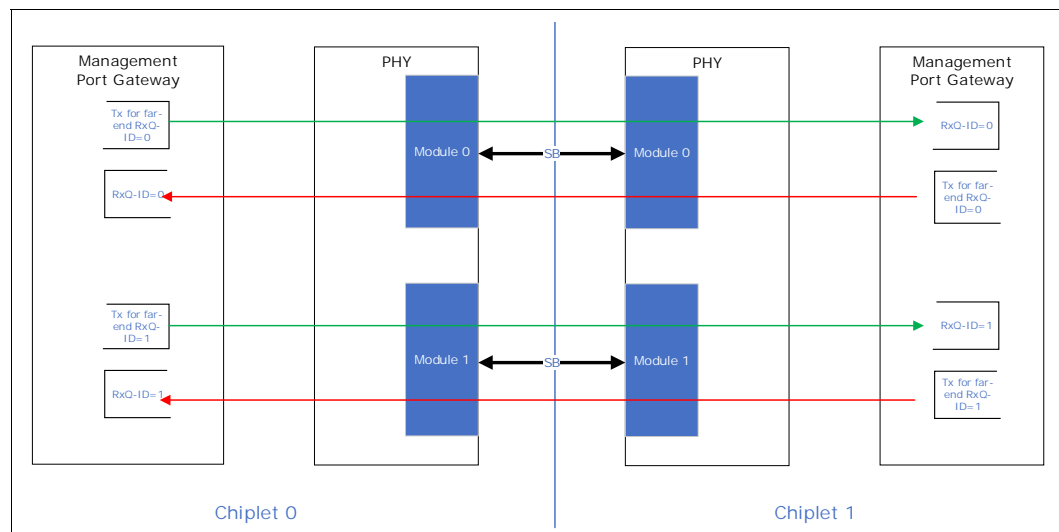 Management
Port Gateway
Tx for far-
end RxQ-
ID=0
RxQ-ID=0
Tx for far-
end RxQ-
ID=1
RxQ-ID=1
PHY
Module 0
Module 1
SB
SB
PHY
Module 0
Module 1
Management
Port Gateway
RxQ-ID=0
Tx for far-
end RxQ-
ID=0
RxQ-ID=1
Tx for far-
end RxQ-
ID=1
Chiplet 0
Chiplet 1